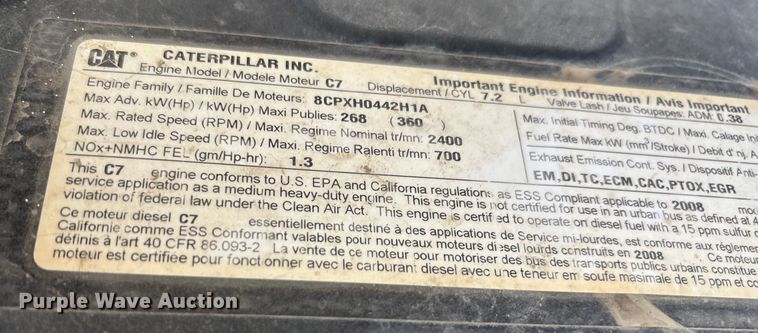 CAT® CATERPILLAR INC.
Engine Model / Modele Moteur C7 Displacement / CYL 7.2 L
Important Engine Information / Avis Important
Valve Lash / Jeu Soupapes: ADM: 0.38
Engine Family / Famille De Moteurs: 8CPXH0442H1A
Max Adv. kW(Hp) / kW(Hp) Maxi Publies: 268 ( 360 )
Max. Rated Speed (RPM) / Maxi. Regime Nominal tr/mn: 2400
Max. Low Idle Speed (RPM) / Maxi. Regime Ralenti tr/mn: 700
NOx+NMHC FEL (gm/Hp-hr): 1.3
Max. Initial Timing Deg. BTDC / Maxi. Calage Ini
Fuel Rate Max kW (mm³/Stroke) / Debit d' nj, A
Exhaust Emission Cont. Sys. / Dispositif Anti-
EM,DI,TC,ECM,CAC,PTOX,EGR
This C7 engine conforms to U.S. EPA and California regulations as ESS Compliant applicable to 2008
service application as a medium heavy-duty engine. This engine is not certified for use in an urban bus as defined at 4
violation of federal law under the Clean Air Act. This engine is certified to operate on diesel fuel with a 15 ppm sulfur
Ce moteur diesel C7 essentiellement destiné à des applications de Service mi-lourdes, est conforme aux règlemen
Californie comme ESS Conformant valables pour nouveaux moteurs diesel lourds construits en 2008 . Ce moteur
définis à l'art 40 CFR 86.093-2 La vente de ce moteur pour motoriser des bus des transports publics urbains constitue
moteur est certifiée pour fonctionner avec le carburant diesel avec une teneur em soufe masimale de 15 ppm et co
Purple Wave Auction